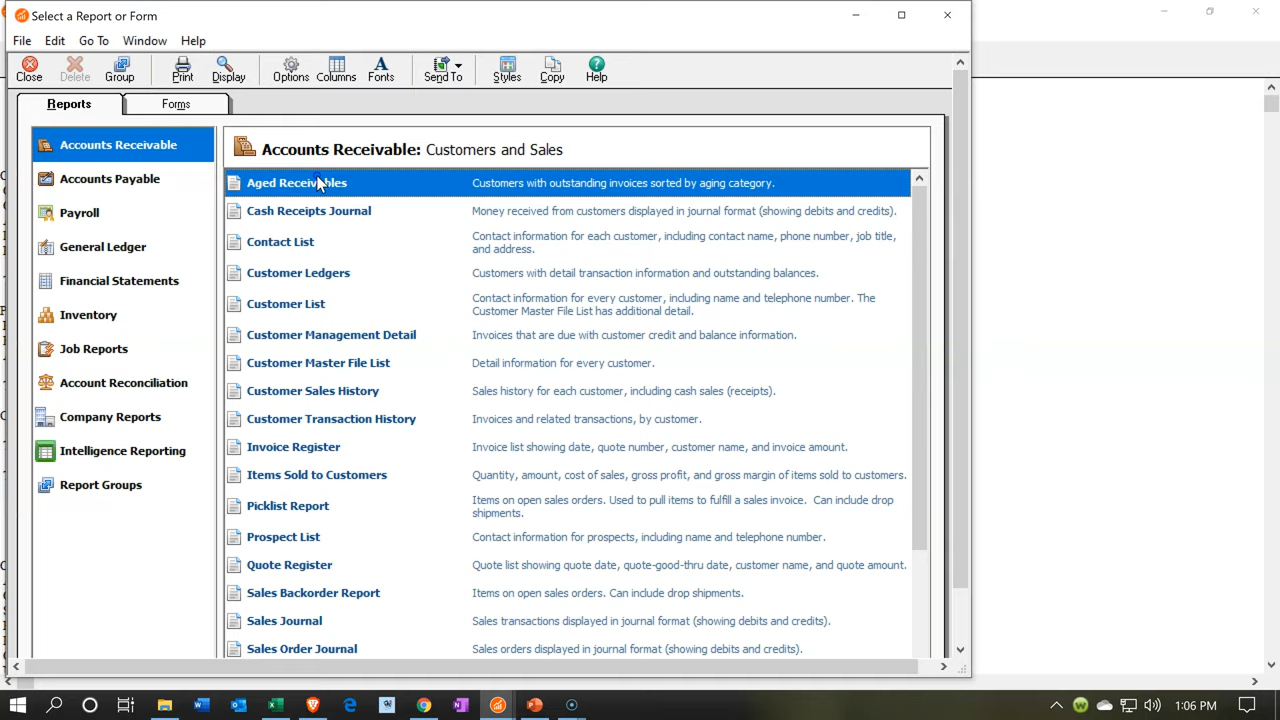 Select a Report or Form
File Edit Go To Window Help
Close Delete Group Print Display Options Columns Fonts Send To Styles Copy Help
Reports Forms
Accounts Receivable
Accounts Payable
Payroll
General Ledger
Financial Statements
Inventory
Job Reports
Account Reconciliation
Company Reports
Intelligence Reporting
Report Groups
Accounts Receivable: Customers and Sales
Aged Receivables Customers with outstanding invoices sorted by aging category.
Cash Receipts Journal Money received from customers displayed in journal format (showing debits and credits).
Contact List Contact information for each customer, including contact name, phone number, job title,
and address.
Customer Ledgers Customers with detail transaction information and outstanding balances.
Customer List Contact information for every customer, including name and telephone number. The
Customer Master File List has additional detail.
Customer Management Detail Invoices that are due with customer credit and balance information.
Customer Master File List Detail information for every customer.
Customer Sales History Sales history for each customer, including cash sales (receipts).
Customer Transaction History Invoices and related transactions, by customer.
Invoice Register Invoice list showing date, quote number, customer name, and invoice amount.
Items Sold to Customers Quantity, amount, cost of sales, gross profit, and gross margin of items sold to customers.
Picklist Report Items on open sales orders. Used to pull items to fulfill a sales invoice. Can include drop
shipments.
Prospect List Contact information for prospects, including name and telephone number.
Quote Register Quote list showing quote date, quote-good-thru date, customer name, and quote amount.
Sales Backorder Report Items on open sales orders. Can include drop shipments.
Sales Journal Sales transactions displayed in journal format (showing debits and credits).
Sales Order Journal Sales orders displayed in journal format (showing debits and credits).
1:06 PM